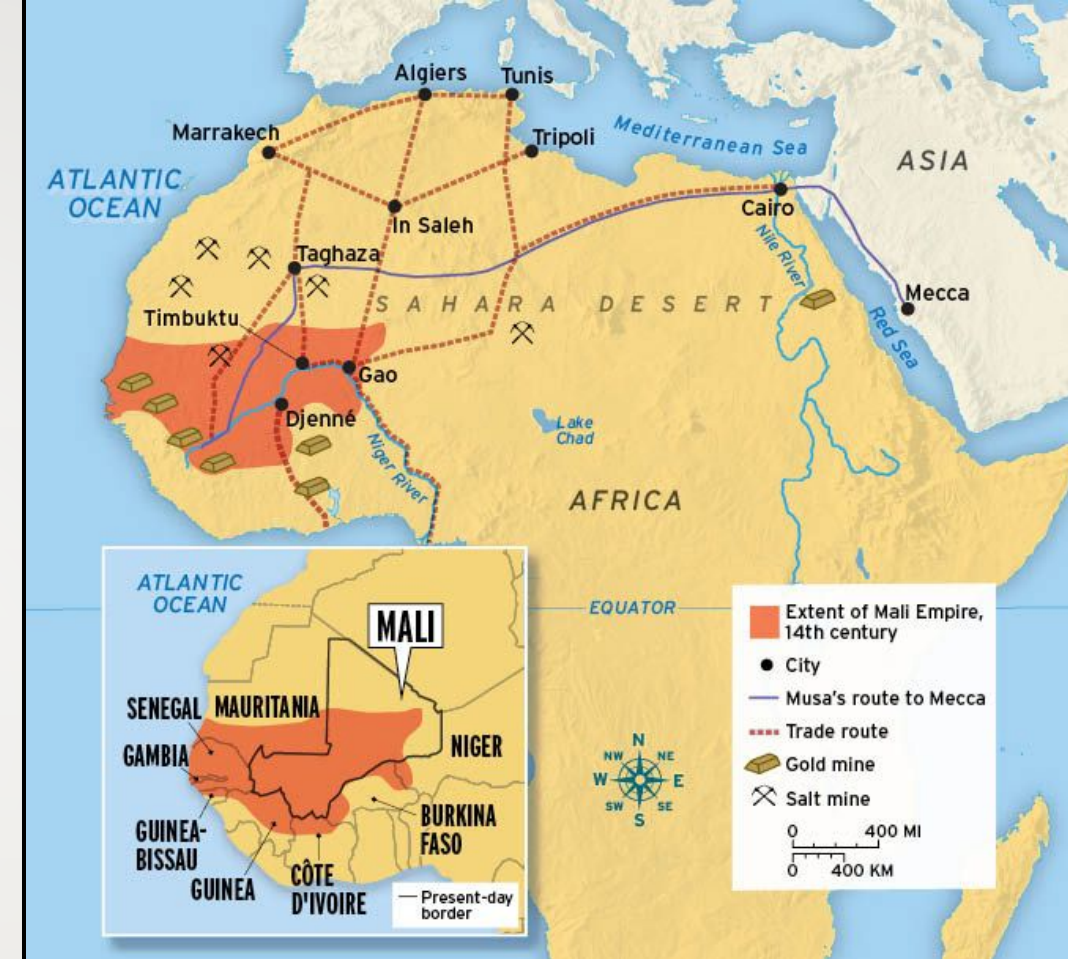 Algiers
Tunis
Marrakech
Tripoli
Mediterranean Sea
ASIA
ATLANTIC
OCEAN
In Saleh
Cairo
Nile River
Taghaza
SAHARA DESERT
Mecca
Red Sea
Timbuktu
Gao
Djenné
Niger River
Lake
Chad
AFRICA
EQUATOR
ATLANTIC
OCEAN
MALI
SENEGAL
MAURITANIA
GAMBIA
NIGER
GUINEA-
BISSAU
BURKINA
FASO
GUINEA
CÔTE
D'IVOIRE
Present-day
border
N
NW NE
W E
SW SE
S
Extent of Mali Empire,
14th century
City
Musa's route to Mecca
Trade route
Gold mine
Salt mine
0 400 MI
0 400 KM